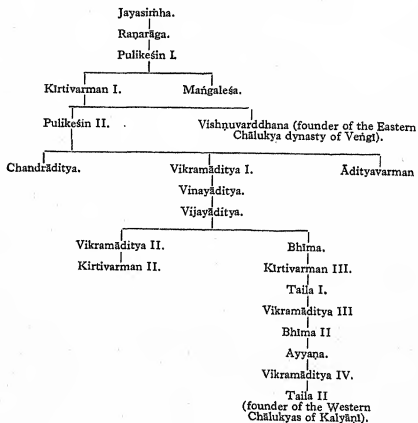 Jayasiṁha.
Raṇarāga.
Pulikeśin I.
Kīrtivarman I. Maṅgaleśa.
Pulikeśin II. Vishṇuvarddhana (founder of the Eastern
Chālukya dynasty of Veṅgī).
Chandrāditya. Vikramāditya I. Ādityavarman
Vinayāditya.
Vijayāditya.
Vikramāditya II. Bhīma.
Kīrtivarman II. Kīrtivarman III.
Taila I.
Vikramāditya III
Bhīma II
Ayyaṇa.
Vikramāditya IV.
Taila II
(founder of the Western
Chālukyas of Kalyāṇī).